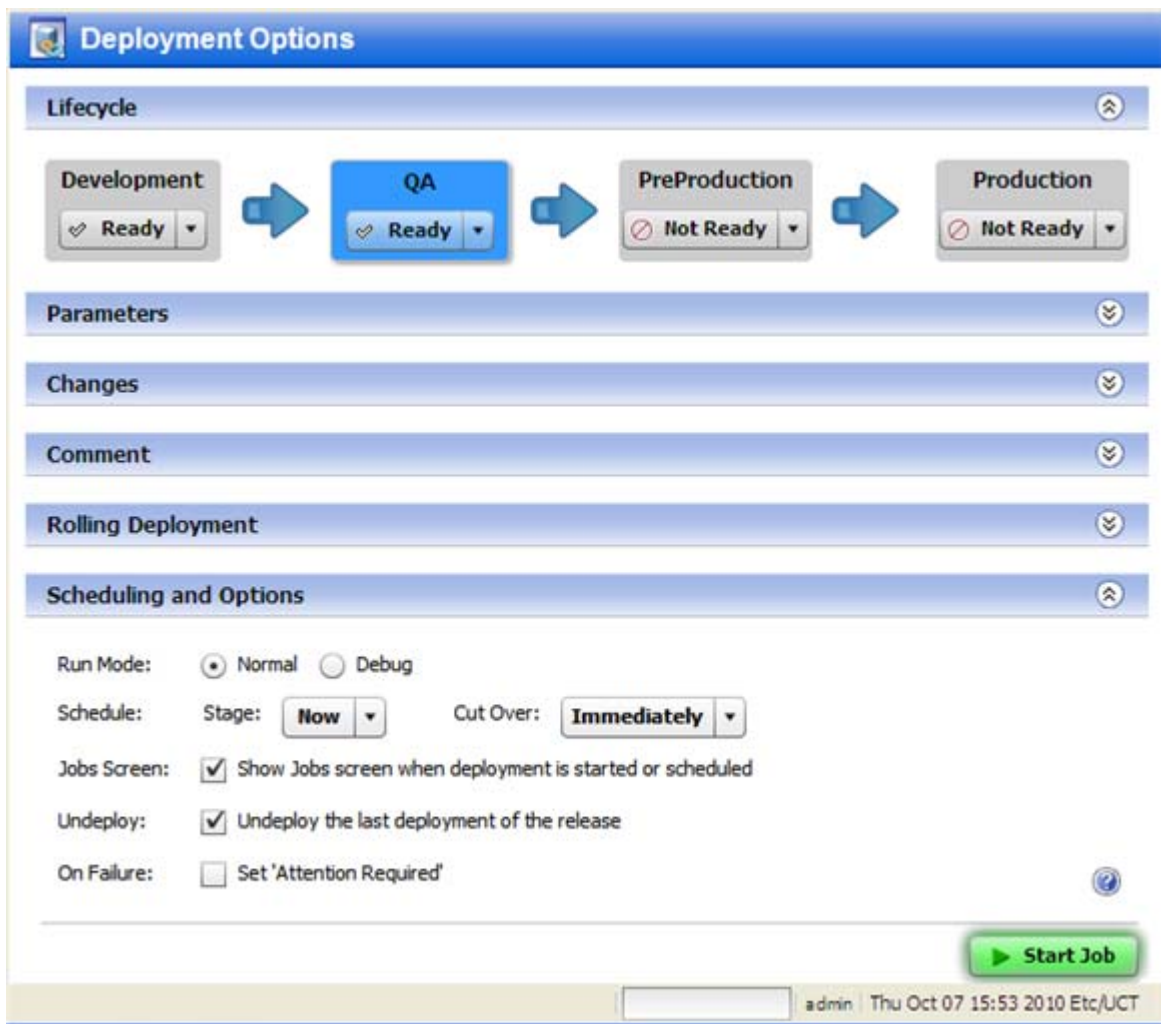 Deployment Options
Lifecycle
Development
QA
PreProduction
Production
Ready
Ready
Not Ready
Not Ready
Parameters
Changes
Comment
Rolling Deployment
Scheduling and Options
Run Mode: Normal Debug
Schedule: Stage: Now Cut Over: Immediately
Jobs Screen: Show Jobs screen when deployment is started or scheduled
Undeploy: Undeploy the last deployment of the release
On Failure: Set 'Attention Required'
Start Job
admin Thu Oct 07 15:53 2010 Etc/UCT